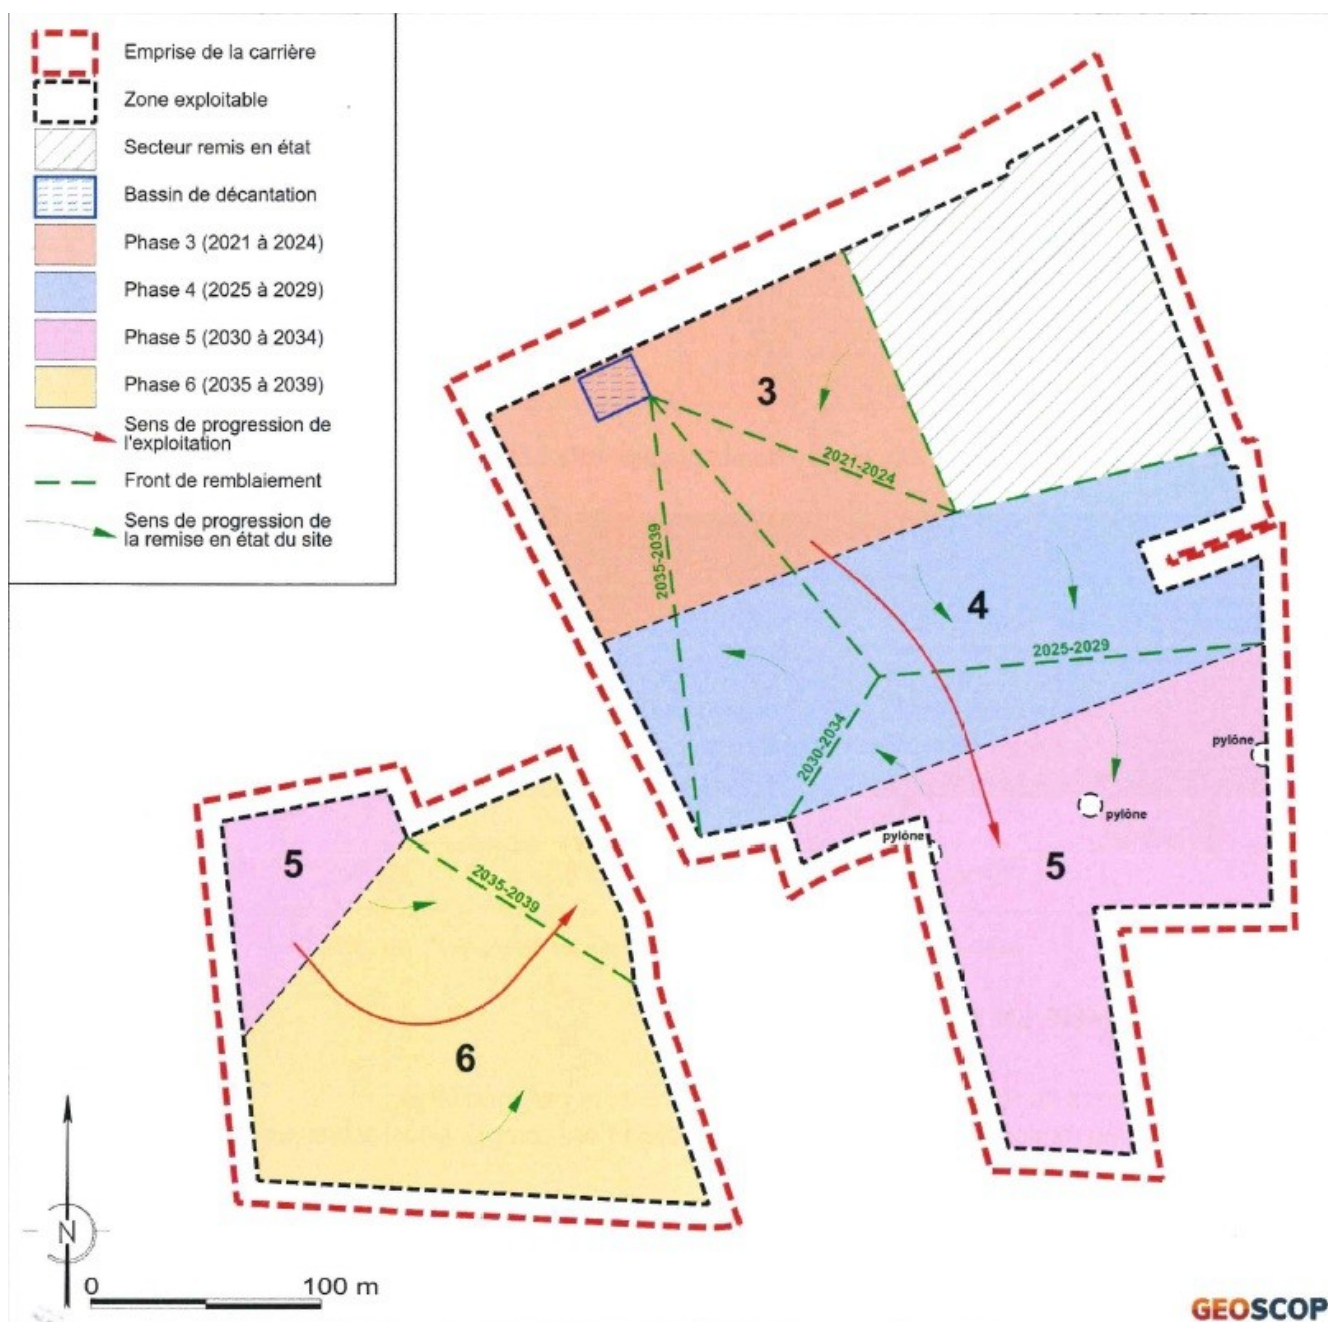 Emprise de la carrière
Zone exploitable
Secteur remis en état
Bassin de décantation
Phase 3 (2021 à 2024)
Phase 4 (2025 à 2029)
Phase 5 (2030 à 2034)
Phase 6 (2035 à 2039)
Sens de progression de
l'exploitation
Front de remblaiement
Sens de progression de
la remise en état du site
3
2021-2024
2035-2039
4
2025-2029
2030-2034
pylône
pylône
pylône
5
5
2035-2039
6
N
0 100 m
GEOSCOP